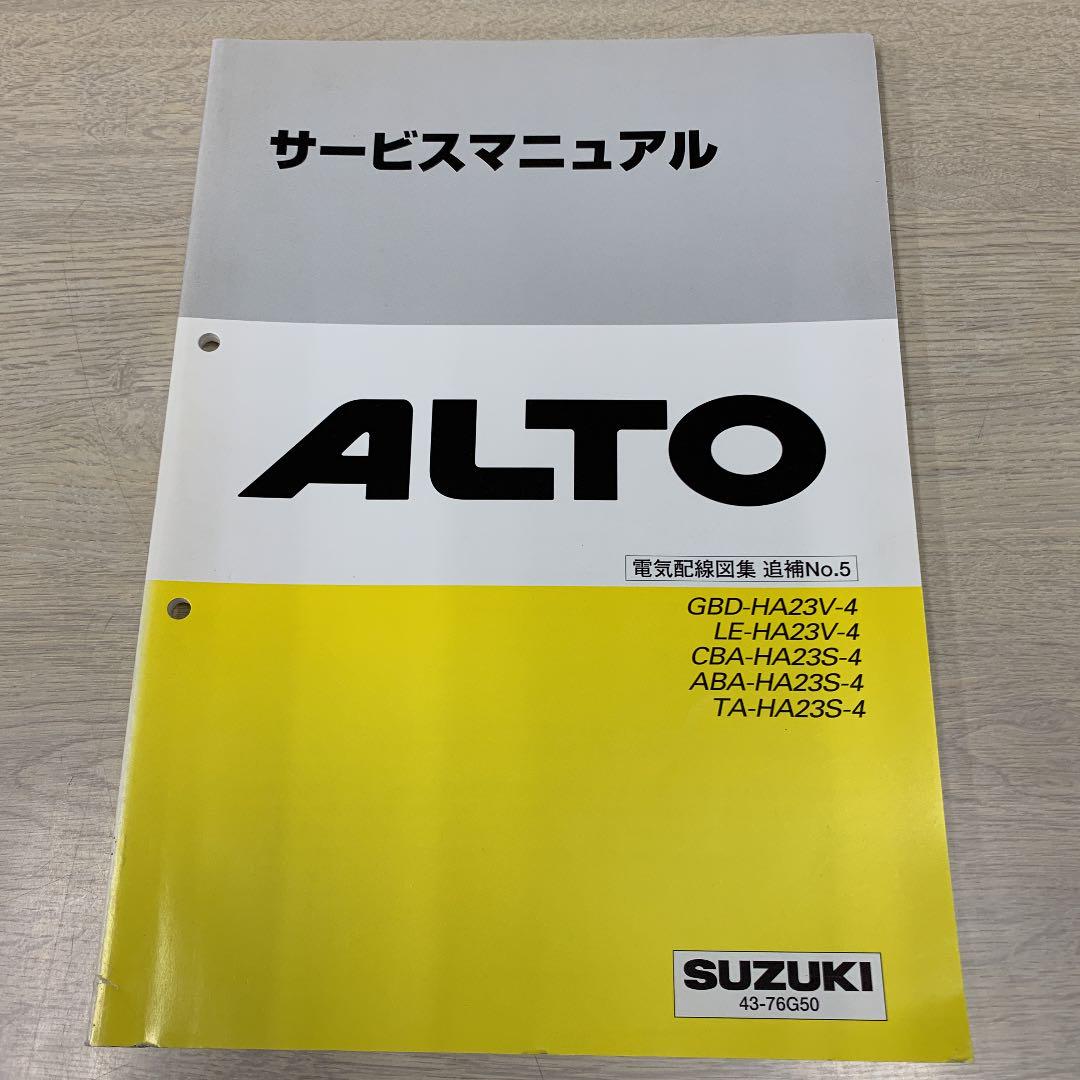 サービスマニュアル
ALTO
電気配線図集 追補No.5
GBD-HA23V-4
LE-HA23V-4
CBA-HA23S-4
ABA-HA23S-4
TA-HA23S-4
SUZUKI
43-76G50